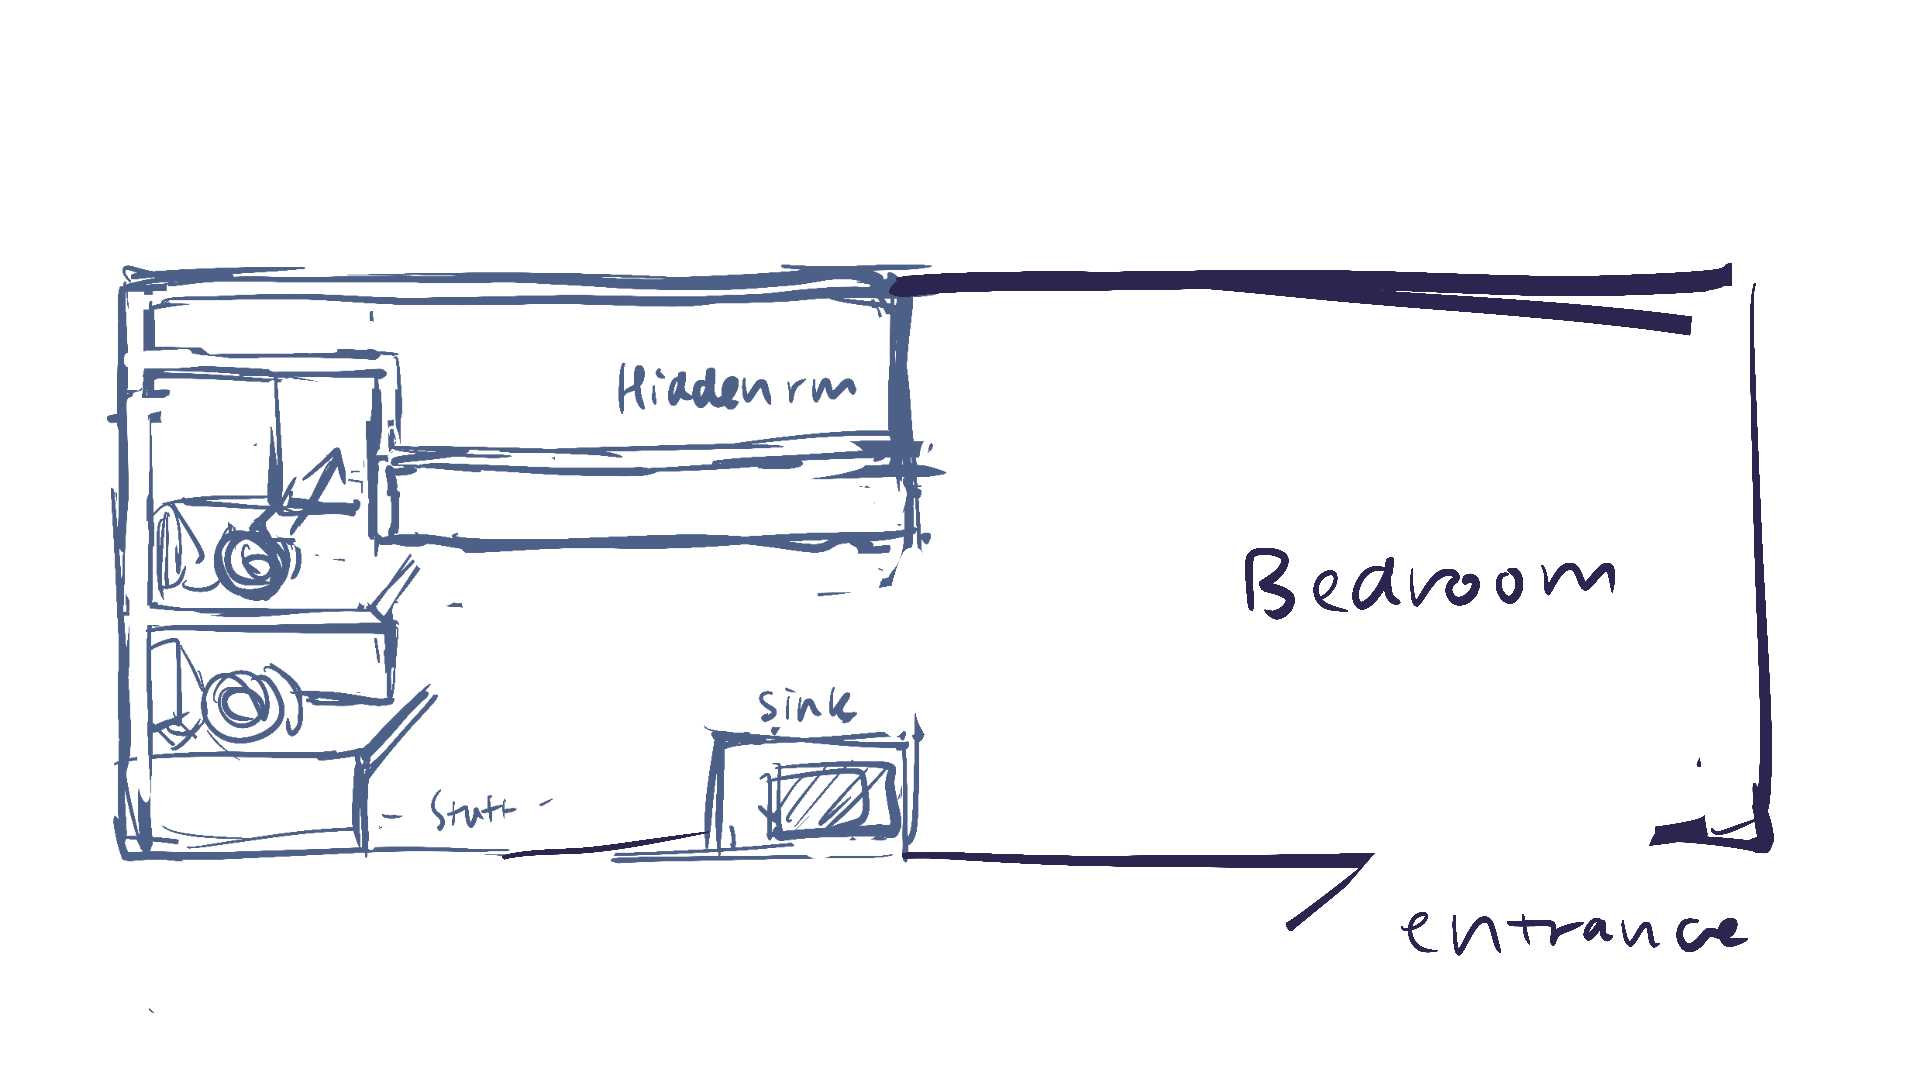 Hidden rm
Bedroom
sink
- Stuff -
entrance